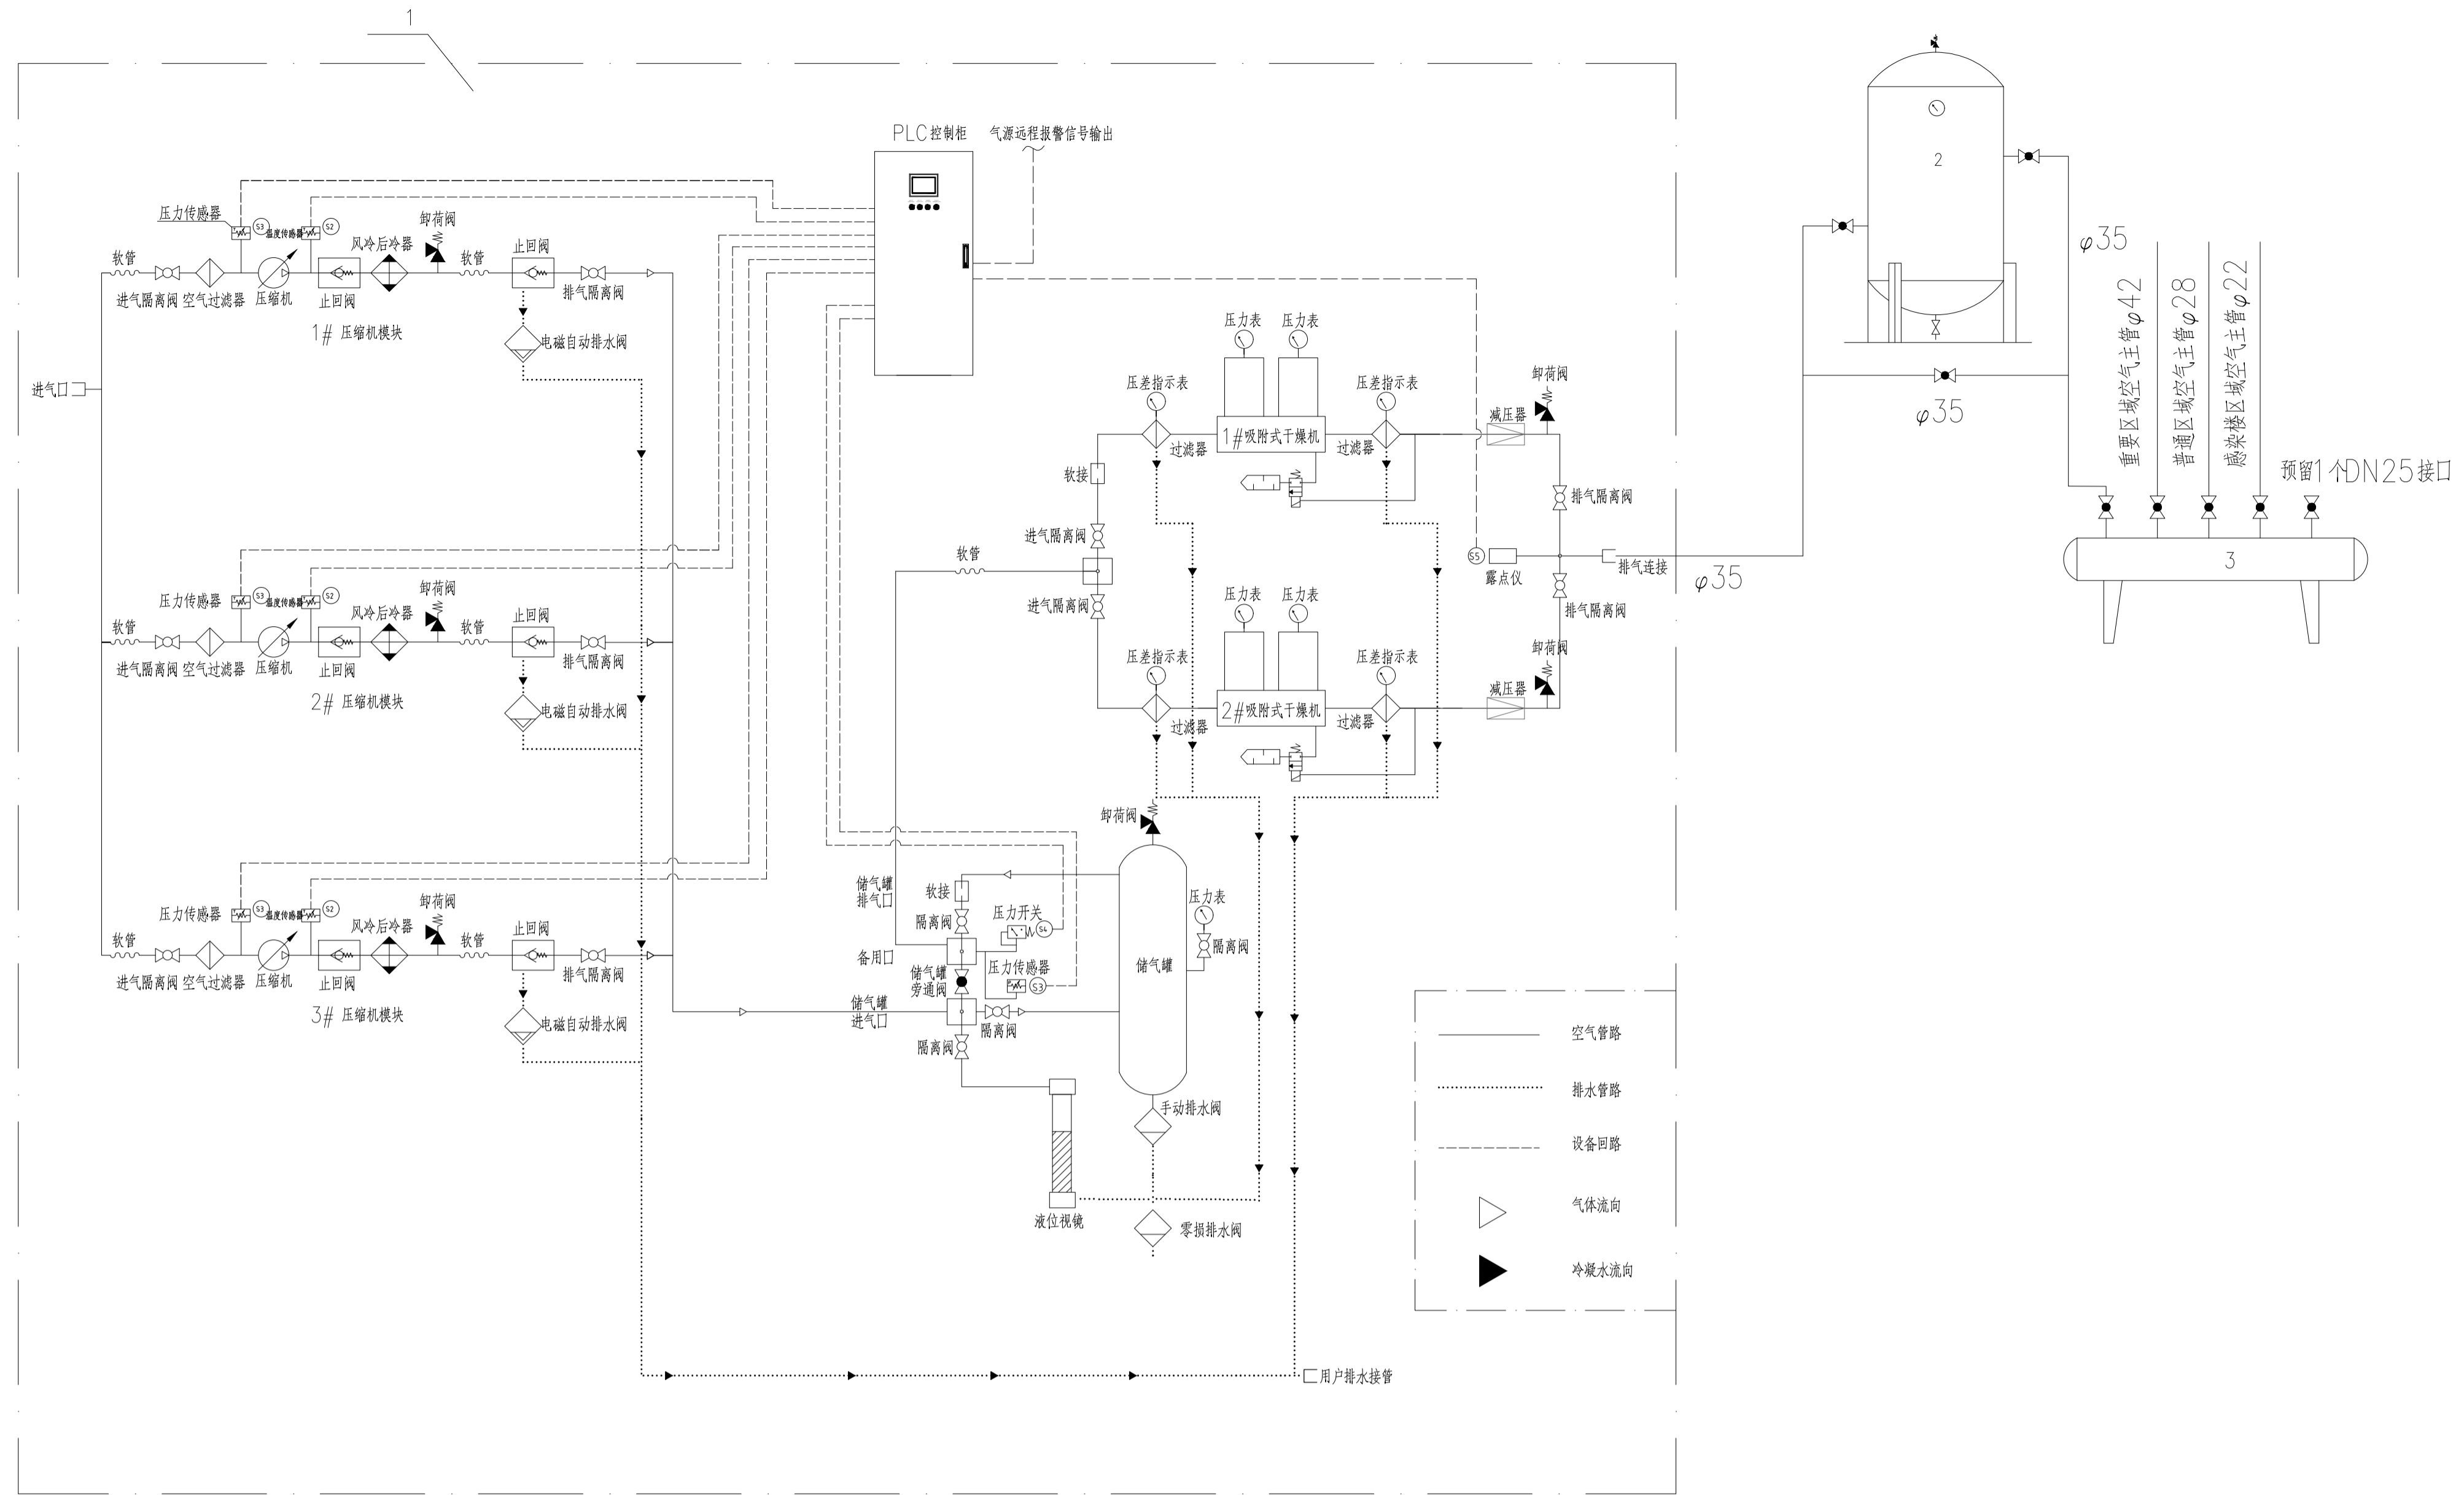 1
PLC控制柜
气源远程报警信号输出
压力传感器
S3
温度传感器
S2
风冷后冷器
卸荷阀
软管
止回阀
软管
进气隔离阀
空气过滤器
压缩机
止回阀
排气隔离阀
1# 压缩机模块
电磁自动排水阀
进气口
压力传感器
S3
温度传感器
S2
风冷后冷器
卸荷阀
软管
止回阀
软管
进气隔离阀
空气过滤器
压缩机
止回阀
排气隔离阀
2# 压缩机模块
电磁自动排水阀
压力传感器
S3
温度传感器
S2
风冷后冷器
卸荷阀
软管
止回阀
软管
进气隔离阀
空气过滤器
压缩机
止回阀
排气隔离阀
3# 压缩机模块
电磁自动排水阀
压力表
压力表
压差指示表
压差指示表
卸荷阀
减压器
1#吸附式干燥机
过滤器
过滤器
软接
排气隔离阀
进气隔离阀
软管
S5
露点仪
排气连接
进气隔离阀
排气隔离阀
压力表
压力表
压差指示表
压差指示表
卸荷阀
减压器
2#吸附式干燥机
过滤器
过滤器
卸荷阀
储气罐
排气口
软接
隔离阀
压力开关
S4
压力表
隔离阀
备用口
储气罐
旁通阀
压力传感器
S3
储气罐
储气罐
进气口
隔离阀
隔离阀
手动排水阀
液位视镜
零损排水阀
用户排水接管
空气管路
排水管路
设备回路
气体流向
冷凝水流向
2
φ35
φ35
φ35
重要区域空气主管φ42
普通区域空气主管φ28
感染楼区域空气主管φ22
预留1个DN25接口
3